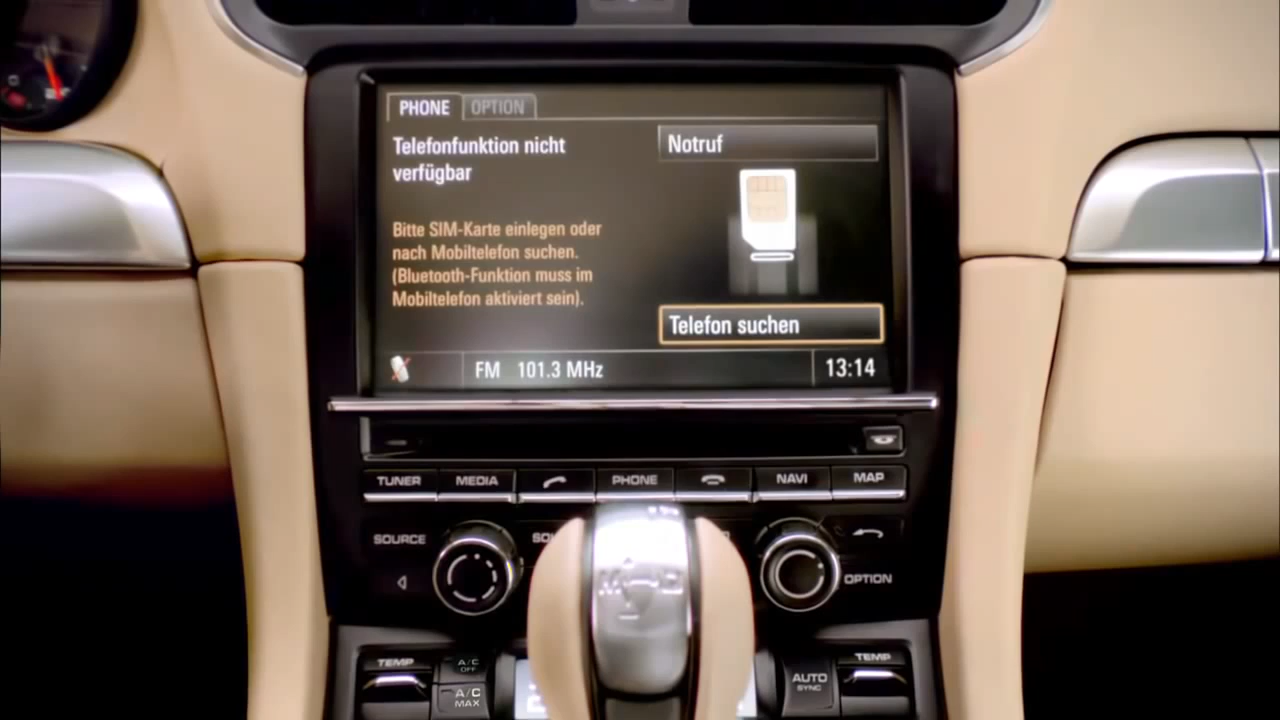 PHONE OPTION
Telefonfunktion nicht
verfügbar
Notruf
Bitte SIM-Karte einlegen oder
nach Mobiltelefon suchen.
(Bluetooth-Funktion muss im
Mobiltelefon aktiviert sein).
Telefon suchen
FM 101.3 MHz 13:14
TUNER MEDIA PHONE NAVI MAP
SOURCE
OPTION
TEMP A/C OFF
A/C MAX
AUTO SYNC
TEMP